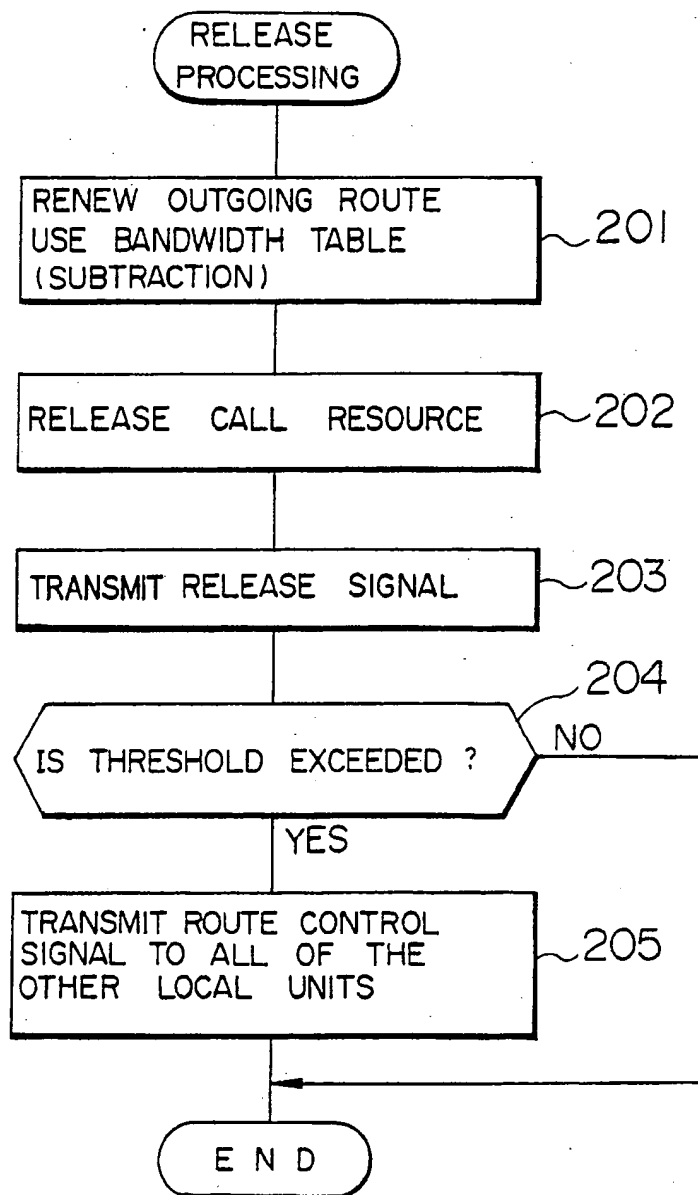 RELEASE
PROCESSING
RENEW OUTGOING ROUTE
USE BANDWIDTH TABLE
(SUBTRACTION)
201
RELEASE CALL RESOURCE
202
TRANSMIT RELEASE SIGNAL
203
204
IS THRESHOLD EXCEEDED ?
NO
YES
TRANSMIT ROUTE CONTROL
SIGNAL TO ALL OF THE
OTHER LOCAL UNITS
205
END